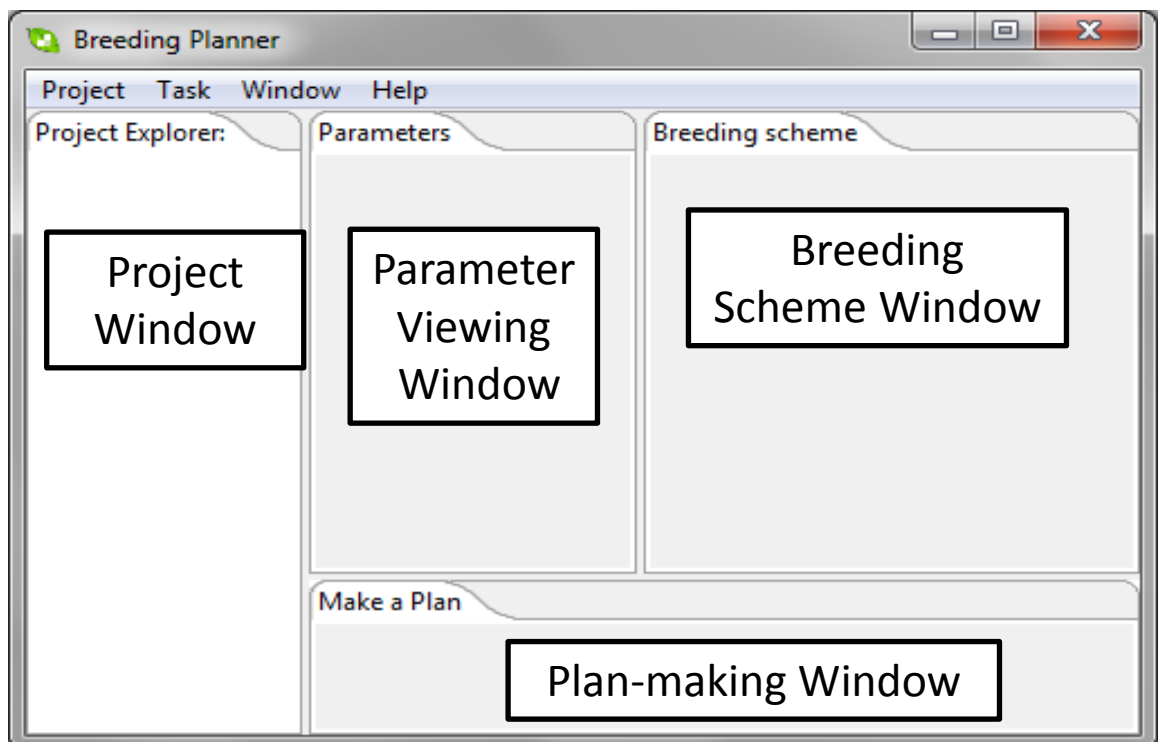 Breeding Planner
Project Task Window Help
Project Explorer:
Parameters
Breeding scheme
Project
Window
Parameter
Viewing
Window
Breeding
Scheme Window
Make a Plan
Plan-making Window